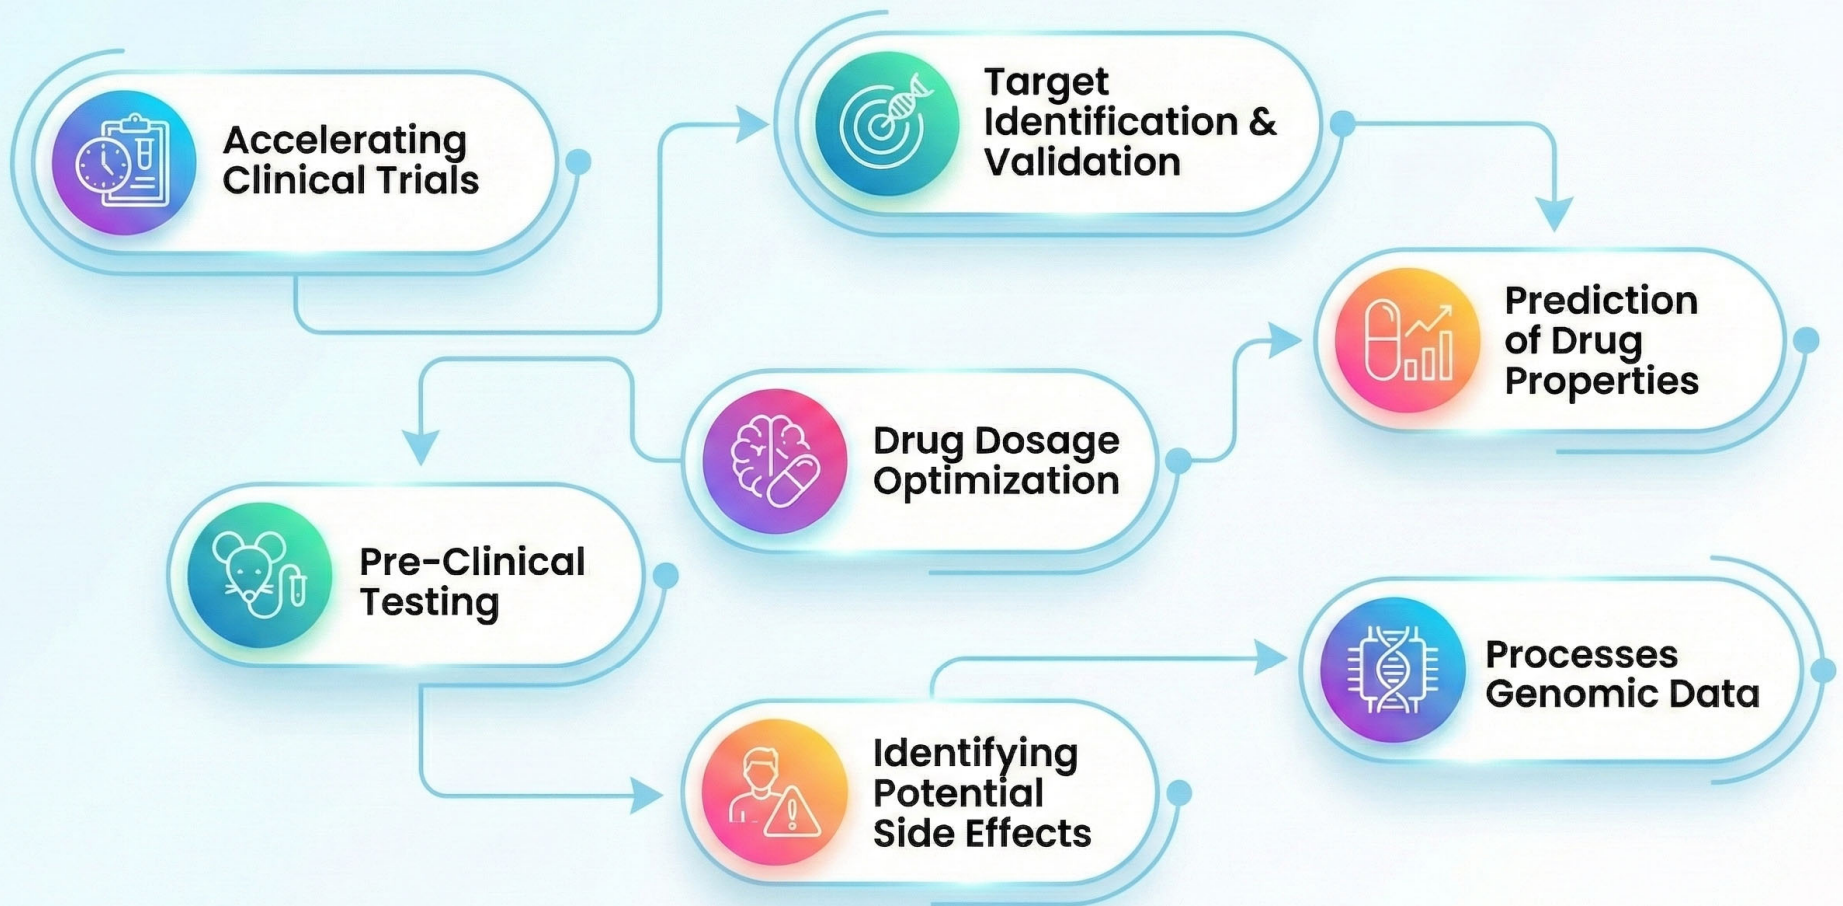 Accelerating
Clinical Trials
Target
Identification &
Validation
Prediction
of Drug
Properties
Drug Dosage
Optimization
Pre-Clinical
Testing
Processes
Genomic Data
Identifying
Potential
Side Effects